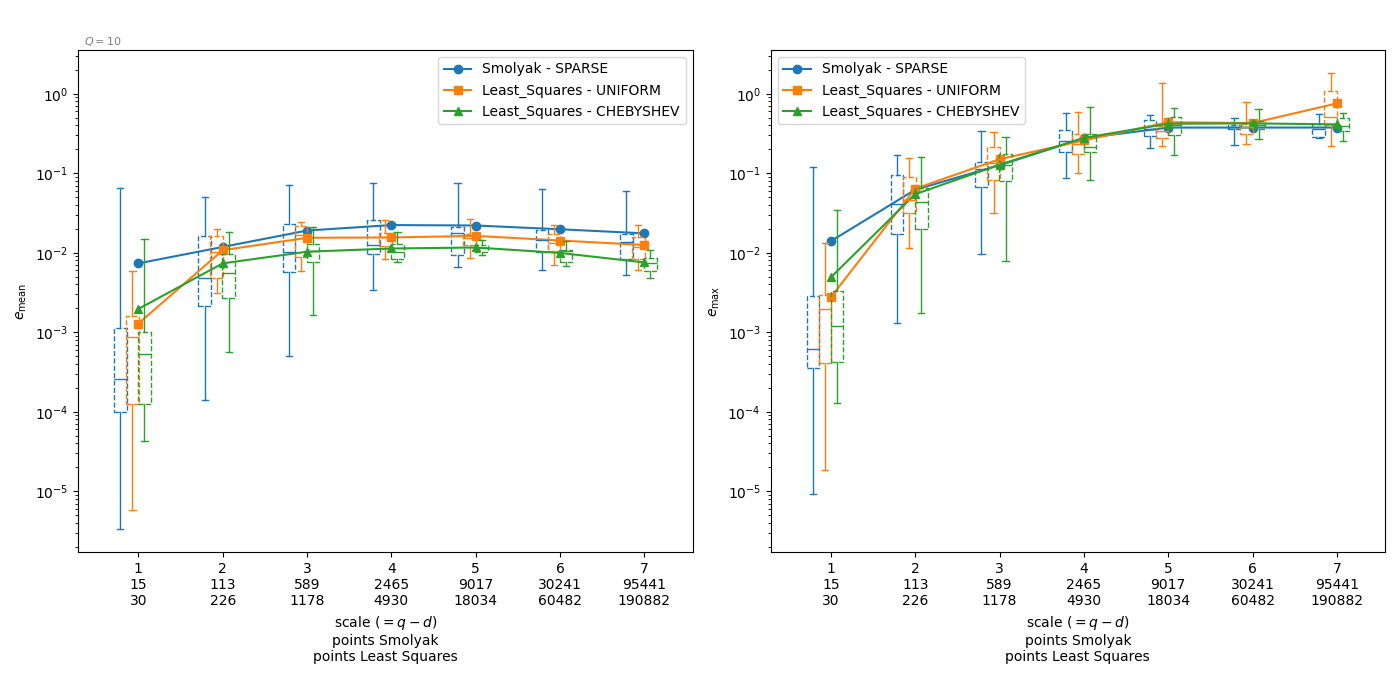 Q = 10
Smolyak - SPARSE
Least_Squares - UNIFORM
Least_Squares - CHEBYSHEV
10⁰
10⁻¹
10⁻²
10⁻³
10⁻⁴
10⁻⁵
e_mean
1 2 3 4 5 6 7
15 113 589 2465 9017 30241 95441
30 226 1178 4930 18034 60482 190882
scale (= q − d)
points Smolyak
points Least Squares
Smolyak - SPARSE
Least_Squares - UNIFORM
Least_Squares - CHEBYSHEV
10⁰
10⁻¹
10⁻²
10⁻³
10⁻⁴
10⁻⁵
e_max
1 2 3 4 5 6 7
15 113 589 2465 9017 30241 95441
30 226 1178 4930 18034 60482 190882
scale (= q − d)
points Smolyak
points Least Squares